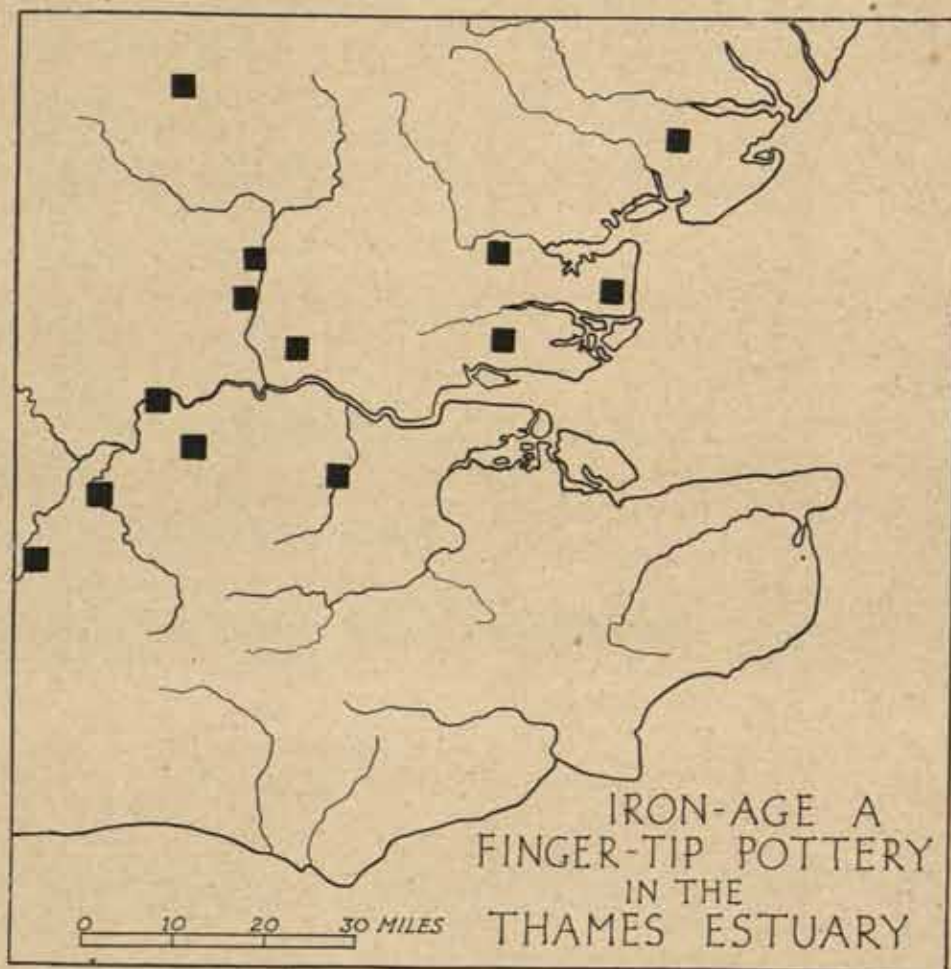 IRON-AGE A
FINGER-TIP POTTERY
IN THE
THAMES ESTUARY
0 10 20 30 MILES